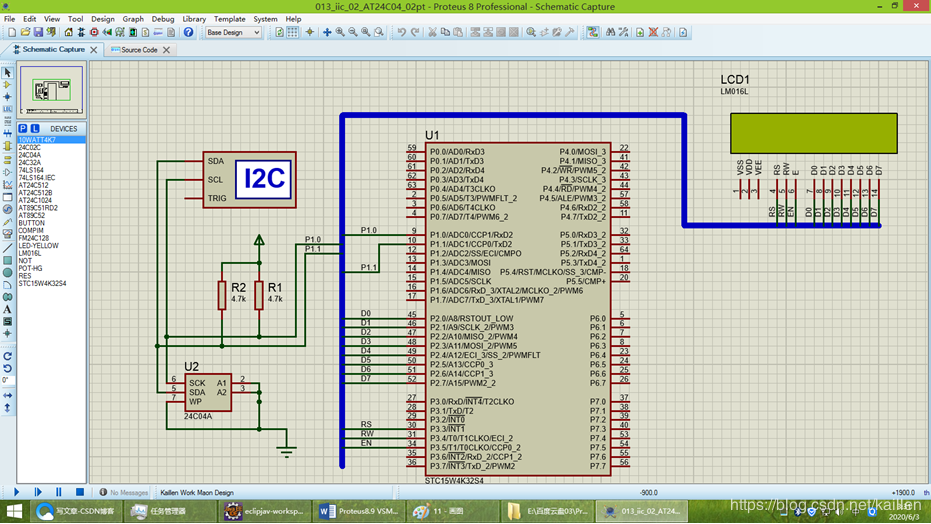 013_iic_02_AT24C04_02pt - Proteus 8 Professional - Schematic Capture
File Edit View Tool Design Graph Debug Library Template System Help
Base Design
Schematic Capture
Source Code
P L DEVICES
10WATT4K7
24C02C
24C04A
24C32A
74LS164
74LS164.IEC
AT24C512
AT24C512B
AT24C1024
AT89C51RD2
AT89C52
BUTTON
COMPIM
FM24C128
LED-YELLOW
LM016L
NOT
POT-HG
RES
STC15W4K32S4
SDA
SCL
TRIG
I2C
R2
4.7k
R1
4.7k
U2
6 SCK A1 2
5 SDA A2 3
7 WP
24C04A
P1.0
P1.1
P1.0
P1.1
D0
D1
D2
D3
D4
D5
D6
D7
RS
RW
EN
U1
59 P0.0/AD0/RxD3
60 P0.1/AD1/TxD3
61 P0.2/AD2/RxD4
62 P0.3/AD3/TxD4
63 P0.4/AD4/T3CLKO
2 P0.5/AD5/T3/PWMFLT_2
3 P0.6/AD6/T4CLKO/PWM7_2
4 P0.7/AD7/T4/PWM6_2
9 P1.0/ADC0/CCP1/RxD2
10 P1.1/ADC1/CCP0/TxD2
12 P1.2/ADC2/SS/ECI/CMPO
13 P1.3/ADC3/MOSI
14 P1.4/ADC4/MISO
15 P1.5/ADC5/SCLK
16 P1.6/ADC6/RxD_3/XTAL2/MCLKO_2/PWM6
17 P1.7/ADC7/TxD_3/XTAL1/PWM7
45 P2.0/A8/RSTOUT_LOW
46 P2.1/A9/SCLK_2/PWM3
47 P2.2/A10/MISO_2/PWM4
48 P2.3/A11/MOSI_2/PWM5
49 P2.4/A12/ECI_3/SS_2/PWMFLT
50 P2.5/A13/CCP0_3
51 P2.6/A14/CCP1_3
52 P2.7/A15/PWM2_2
27 P3.0/RxD/INT4/T2CLKO
28 P3.1/TxD/T2
29 P3.2/INT0
30 P3.3/INT1
31 P3.4/T0/T1CLKO/ECI_2
34 P3.5/T1/T0CLKO/CCP0_2
35 P3.6/INT2/RxD_2/CCP1_2
36 P3.7/INT3/TxD_2/PWM2
P4.0/MOSI_3 22
P4.1/MISO_3 41
P4.2/WR/PWM5_2 42
P4.3/SCLK_3 43
P4.4/RD/PWM4_2 44
P4.5/ALE/PWM3_2 57
P4.6/RxD2_2 58
P4.7/TxD2_2 11
P5.0/RxD3_2 32
P5.1/TxD3_2 33
P5.2/RxD4_2 64
P5.3/TxD4_2 1
P5.4/RST/MCLKO/SS_3/CMP- 18
P5.5/CMP+ 20
P6.0 5
P6.1 6
P6.2 7
P6.3 8
P6.4 23
P6.5 24
P6.6 25
P6.7 26
P7.0 37
P7.1 38
P7.2 39
P7.3 40
P7.4 53
P7.5 54
P7.6 55
P7.7 56
STC15W4K32S4
LCD1
LM016L
VSS VDD VEE RS RW E D0 D1 D2 D3 D4 D5 D6 D7
1 2 3 4 5 6 7 8 9 10 11 12 13 14
RS RW EN D0 D1 D2 D3 D4 D5 D6 D7
No Messages
Kailien Work Maon Design
-900.0
+1900.0
th
写文章-CSDN博客
任务管理器
eclipjav-worksp...
Proteus8.9 VSM...
11 - 画图
E:\百度云盘03\Pr...
013_iic_02_AT24...
2020/6/3
https://blog.csdn.net/kailien